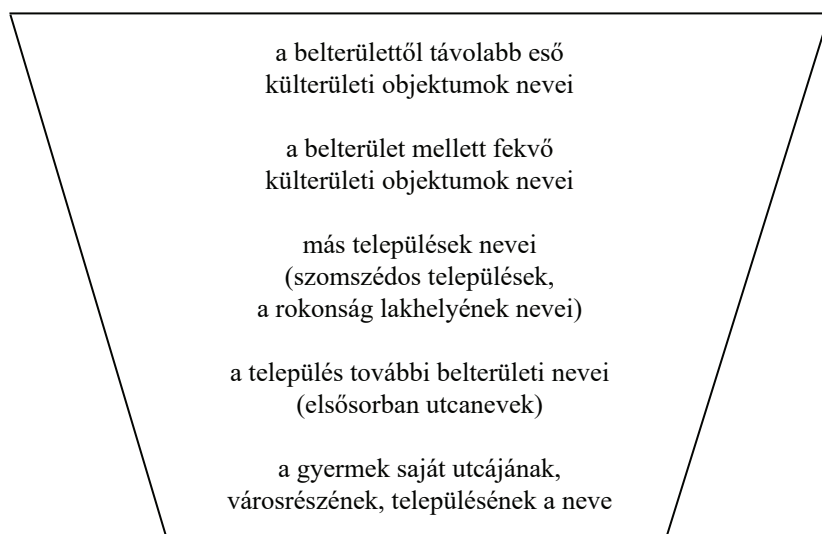 a belterülettől távolabb eső
külterületi objektumok nevei
a belterület mellett fekvő
külterületi objektumok nevei
más települések nevei
(szomszédos települések,
a rokonság lakhelyének nevei)
a település további belterületi nevei
(elsősorban utcanevek)
a gyermek saját utcájának,
városrészének, településének a neve